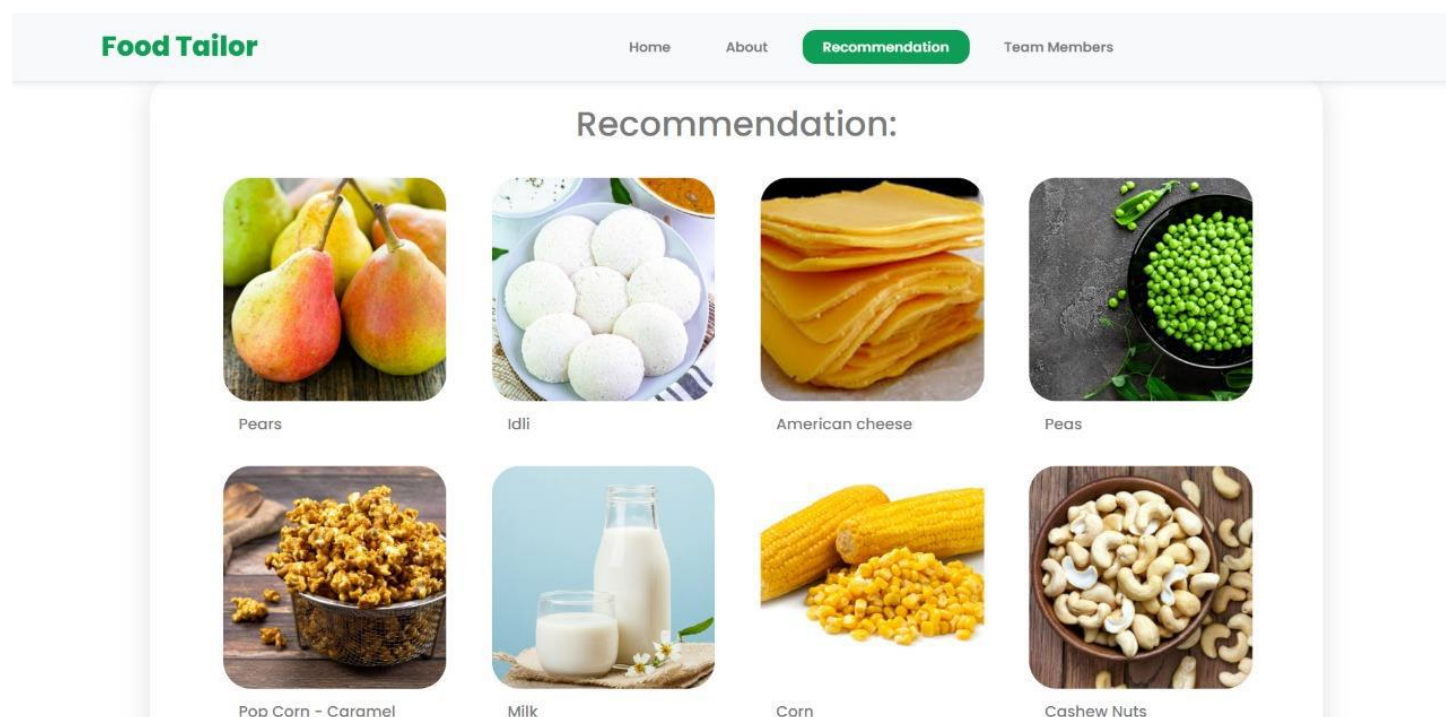 Food Tailor
Home About Recommendation Team Members
Recommendation:
Pears Idli American cheese Peas
Pop Corn - Caramel Milk Corn Cashew Nuts